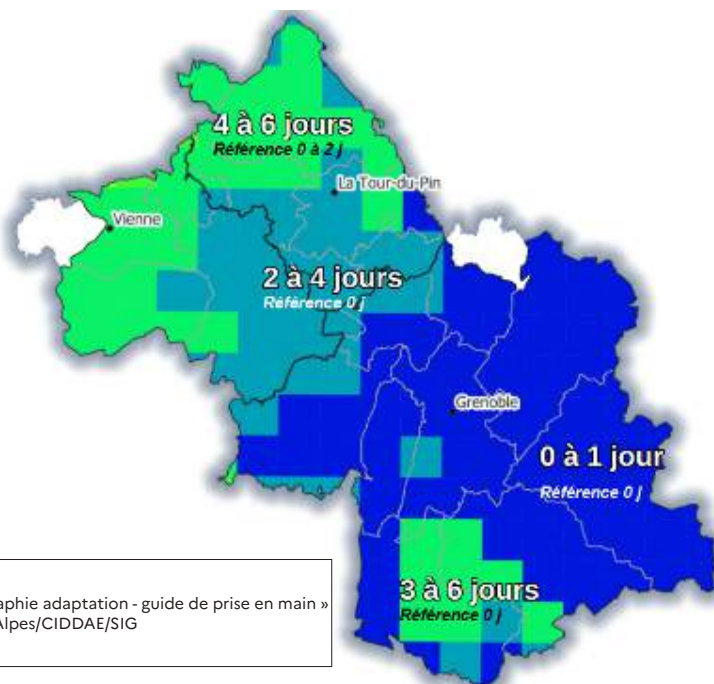 4 à 6 jours
Référence 0 à 2 j
La Tour-du-Pin
Vienne
2 à 4 jours
Référence 0 j
Grenoble
0 à 1 jour
Référence 0 j
3 à 6 jours
Référence 0 j
aphie adaptation - guide de prise en main »
Alpes/CIDDAE/SIG